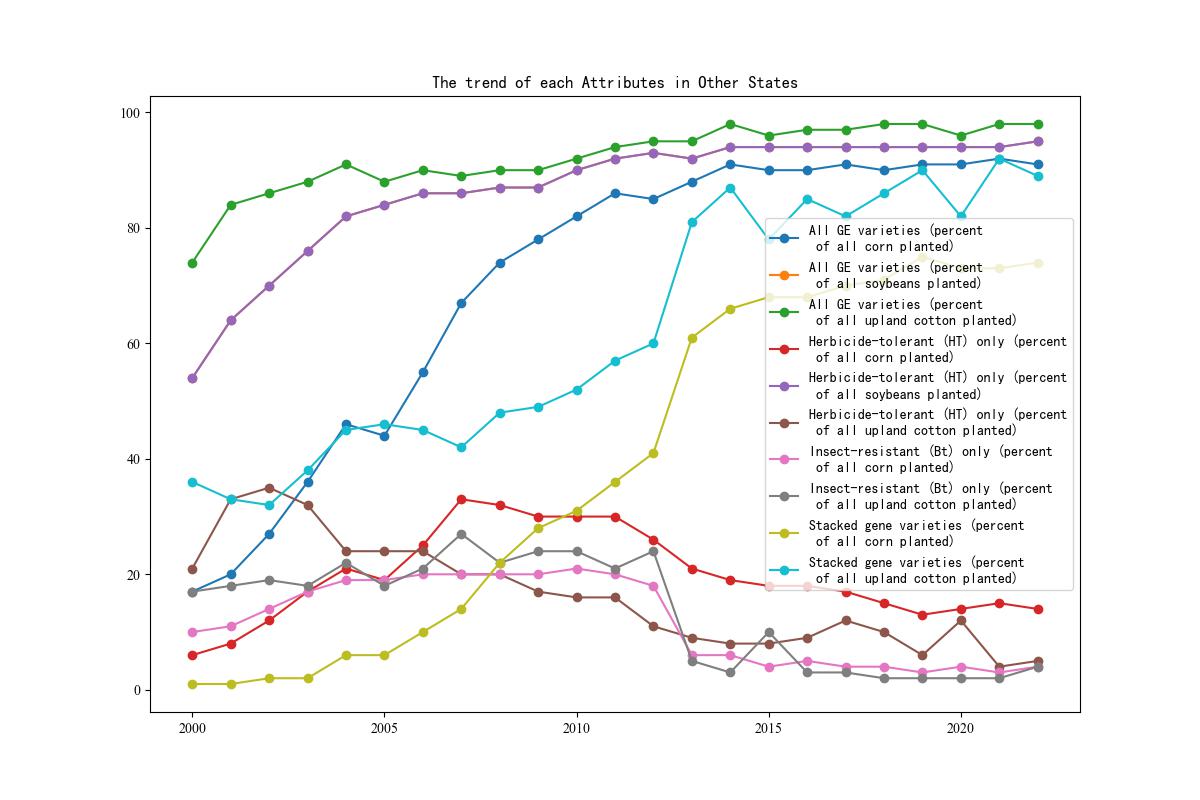 The trend of each Attributes in Other States
100
80
60
40
20
0
2000
2005
2010
2015
2020
All GE varieties (percent
of all corn planted)
All GE varieties (percent
of all soybeans planted)
All GE varieties (percent
of all upland cotton planted)
Herbicide-tolerant (HT) only (percent
of all corn planted)
Herbicide-tolerant (HT) only (percent
of all soybeans planted)
Herbicide-tolerant (HT) only (percent
of all upland cotton planted)
Insect-resistant (Bt) only (percent
of all corn planted)
Insect-resistant (Bt) only (percent
of all upland cotton planted)
Stacked gene varieties (percent
of all corn planted)
Stacked gene varieties (percent
of all upland cotton planted)